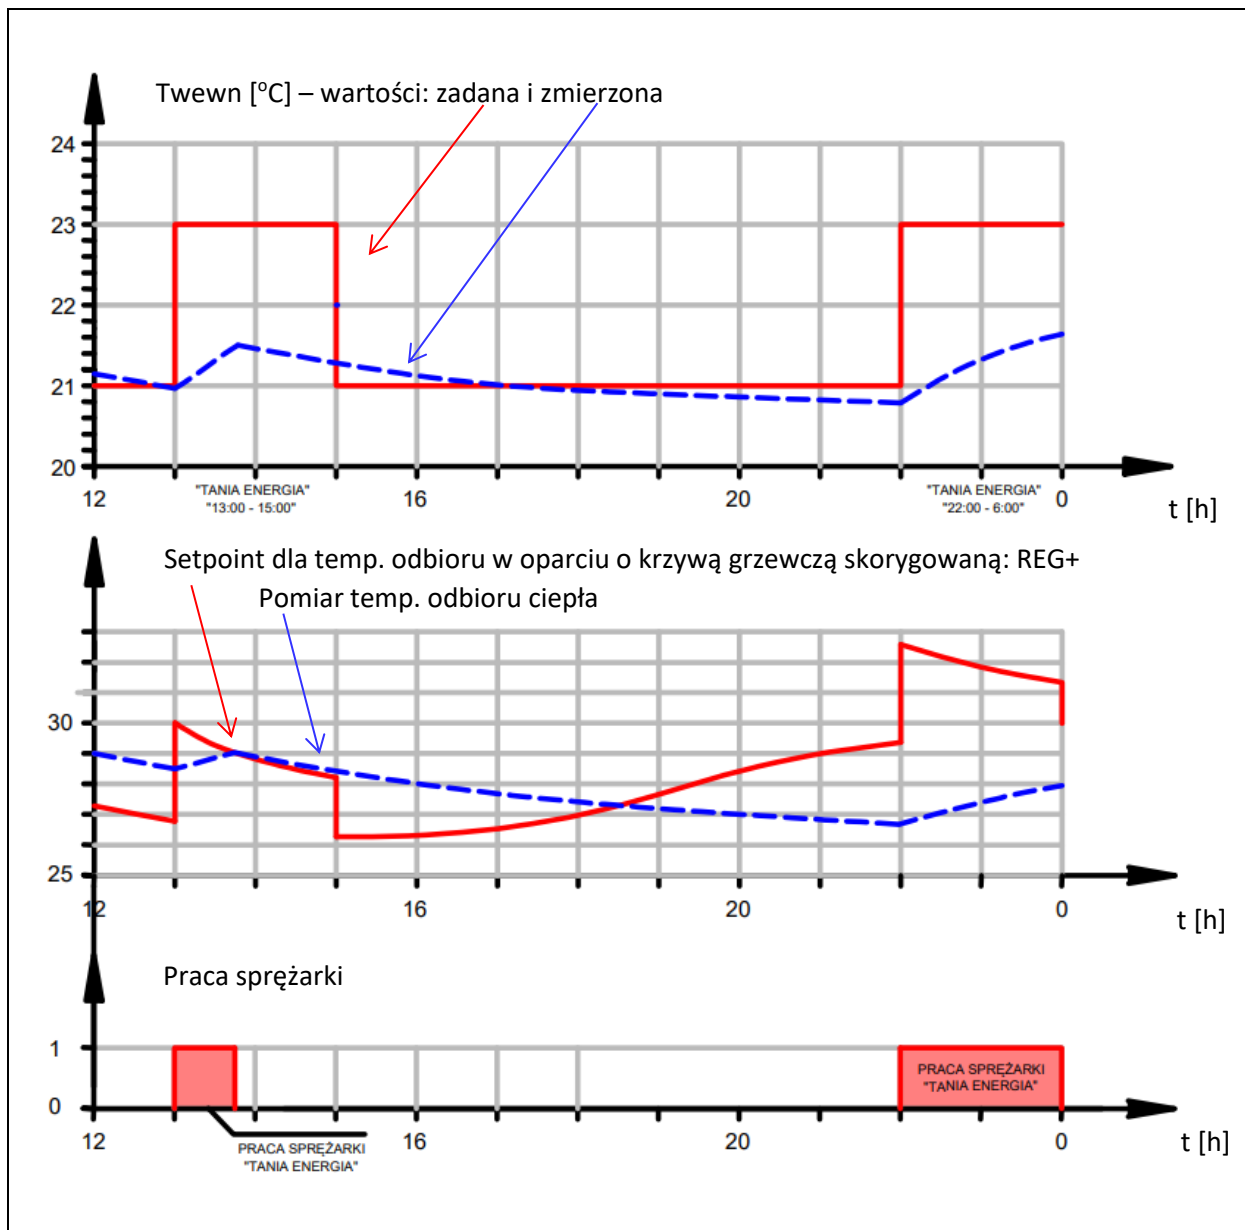 Twewn [°C] – wartości: zadana i zmierzona
24
23
22
21
20
12
16
20
0
"TANIA ENERGIA"
"13:00 - 15:00"
"TANIA ENERGIA"
"22:00 - 6:00"
t [h]
Setpoint dla temp. odbioru w oparciu o krzywą grzewczą skorygowaną: REG+
Pomiar temp. odbioru ciepła
30
25
12
16
20
0
t [h]
Praca sprężarki
1
0
PRACA SPRĘŻARKI
"TANIA ENERGIA"
12
16
20
0
t [h]
PRACA SPRĘŻARKI
"TANIA ENERGIA"